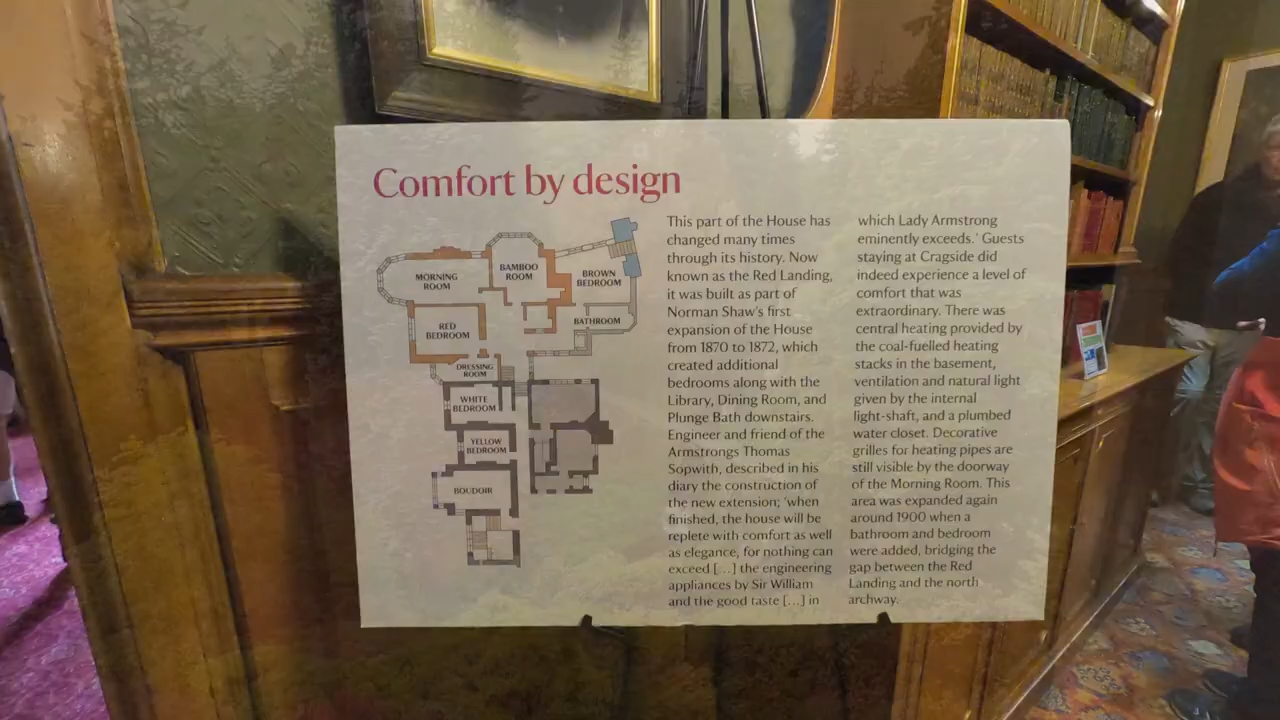 Comfort by design
MORNING
ROOM
BAMBOO
ROOM
BROWN
BEDROOM
RED
BEDROOM
BATHROOM
DRESSING
ROOM
WHITE
BEDROOM
YELLOW
BEDROOM
BOUDOIR
This part of the House has
changed many times
through its history. Now
known as the Red Landing,
it was built as part of
Norman Shaw's first
expansion of the House
from 1870 to 1872, which
created additional
bedrooms along with the
Library, Dining Room, and
Plunge Bath downstairs.
Engineer and friend of the
Armstrongs Thomas
Sopwith, described in his
diary the construction of
the new extension; 'when
finished, the house will be
replete with comfort as well
as elegance, for nothing can
exceed [...] the engineering
appliances by Sir William
and the good taste [...] in
which Lady Armstrong
eminently exceeds.' Guests
staying at Cragside did
indeed experience a level of
comfort that was
extraordinary. There was
central heating provided by
the coal-fuelled heating
stacks in the basement,
ventilation and natural light
given by the internal
light-shaft, and a plumbed
water closet. Decorative
grilles for heating pipes are
still visible by the doorway
of the Morning Room. This
area was expanded again
around 1900 when a
bathroom and bedroom
were added, bridging the
gap between the Red
Landing and the north
archway.